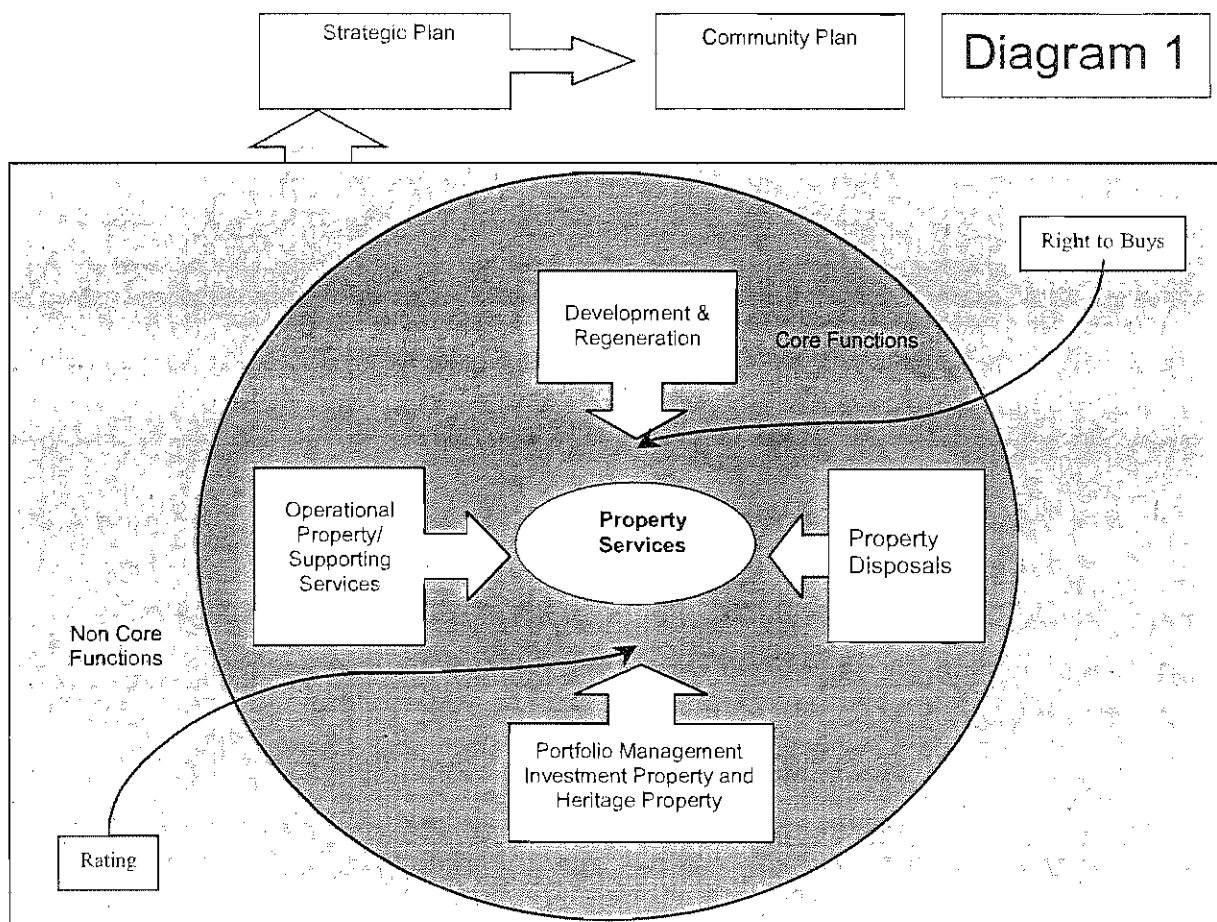 Strategic Plan
Community Plan
Diagram 1
Right to Buys
Development &
Regeneration
Core Functions
Operational
Property/
Supporting
Services
Property
Services
Property
Disposals
Non Core
Functions
Portfolio Management
Investment Property and
Heritage Property
Rating